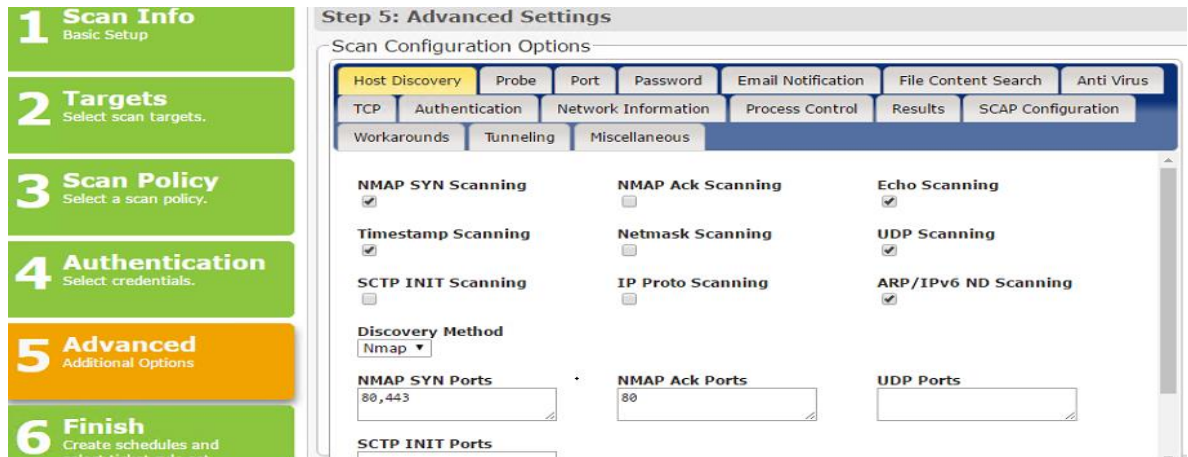 1 Scan Info
Basic Setup
2 Targets
Select scan targets.
3 Scan Policy
Select a scan policy.
4 Authentication
Select credentials.
5 Advanced
Additional Options
6 Finish
Create schedules and
Step 5: Advanced Settings
Scan Configuration Options
Host Discovery Probe Port Password Email Notification File Content Search Anti Virus
TCP Authentication Network Information Process Control Results SCAP Configuration
Workarounds Tunneling Miscellaneous
NMAP SYN Scanning NMAP Ack Scanning Echo Scanning
Timestamp Scanning Netmask Scanning UDP Scanning
SCTP INIT Scanning IP Proto Scanning ARP/IPv6 ND Scanning
Discovery Method
Nmap
NMAP SYN Ports NMAP Ack Ports UDP Ports
80,443 80
SCTP INIT Ports